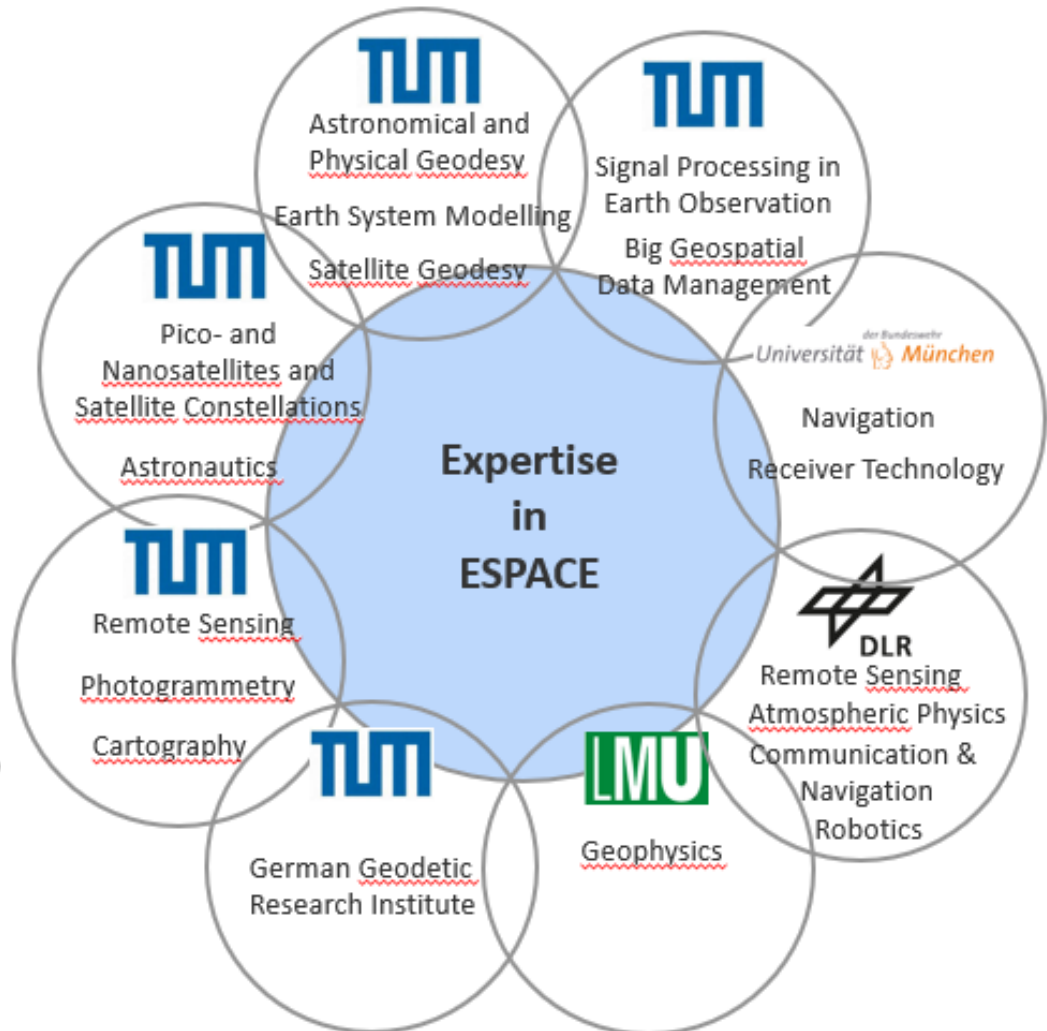 TUM
Astronomical and
Physical Geodesy
Earth System Modelling
Satellite Geodesy
TUM
Signal Processing in
Earth Observation
Big Geospatial
Data Management
der Bundeswehr
Universität München
Navigation
Receiver Technology
DLR
Remote Sensing
Atmospheric Physics
Communication &
Navigation
Robotics
LMU
Geophysics
TUM
German Geodetic
Research Institute
TUM
Remote Sensing
Photogrammetry
Cartography
TUM
Pico- and
Nanosatellites and
Satellite Constellations
Astronautics
Expertise
in
ESPACE